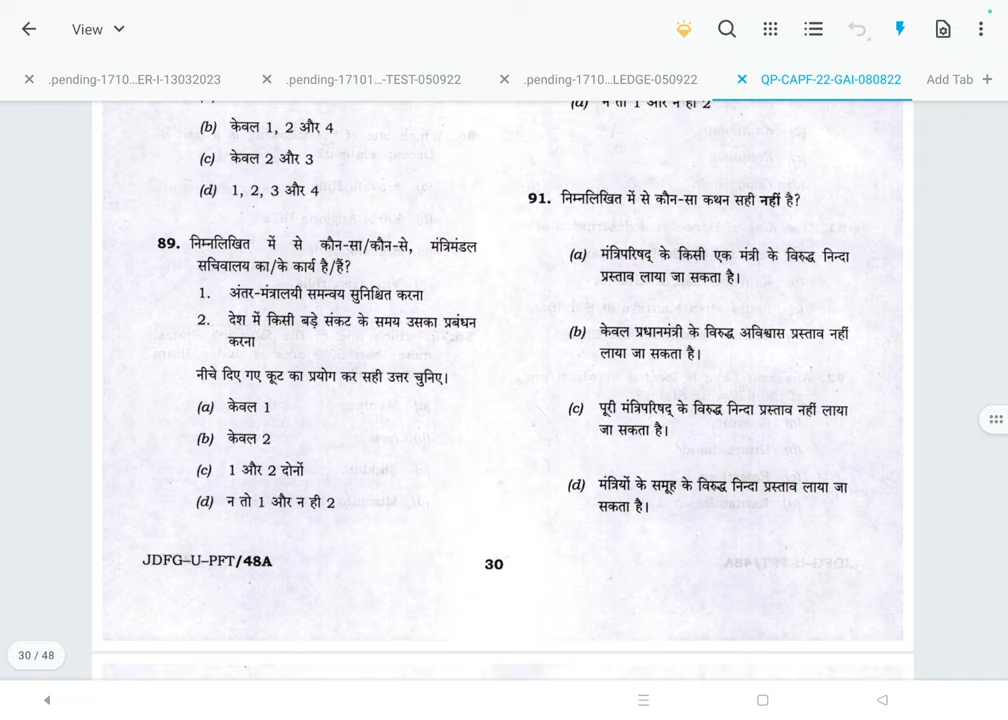 View
.pending-1710...ER-I-13032023
.pending-17101...-TEST-050922
.pending-1710...LEDGE-050922
QP-CAPF-22-GAI-080822
Add Tab
(b) केवल 1, 2 और 4
(c) केवल 2 और 3
(d) 1, 2, 3 और 4
89. निम्नलिखित में से कौन-सा/कौन-से, मंत्रिमंडल
सचिवालय का/के कार्य है/हैं?
1. अंतर-मंत्रालयी समन्वय सुनिश्चित करना
2. देश में किसी बड़े संकट के समय उसका प्रबंधन
करना
नीचे दिए गए कूट का प्रयोग कर सही उत्तर चुनिए।
(a) केवल 1
(b) केवल 2
(c) 1 और 2 दोनों
(d) न तो 1 और न ही 2
JDFG-U-PFT/48A
(d) न तो 1 और न ही 2
91. निम्नलिखित में से कौन-सा कथन सही नहीं है?
(a) मंत्रिपरिषद् के किसी एक मंत्री के विरुद्ध निन्दा
प्रस्ताव लाया जा सकता है।
(b) केवल प्रधानमंत्री के विरुद्ध अविश्वास प्रस्ताव नहीं
लाया जा सकता है।
(c) पूरी मंत्रिपरिषद् के विरुद्ध निन्दा प्रस्ताव नहीं लाया
जा सकता है।
(d) मंत्रियों के समूह के विरुद्ध निन्दा प्रस्ताव लाया जा
सकता है।
30
30 / 48